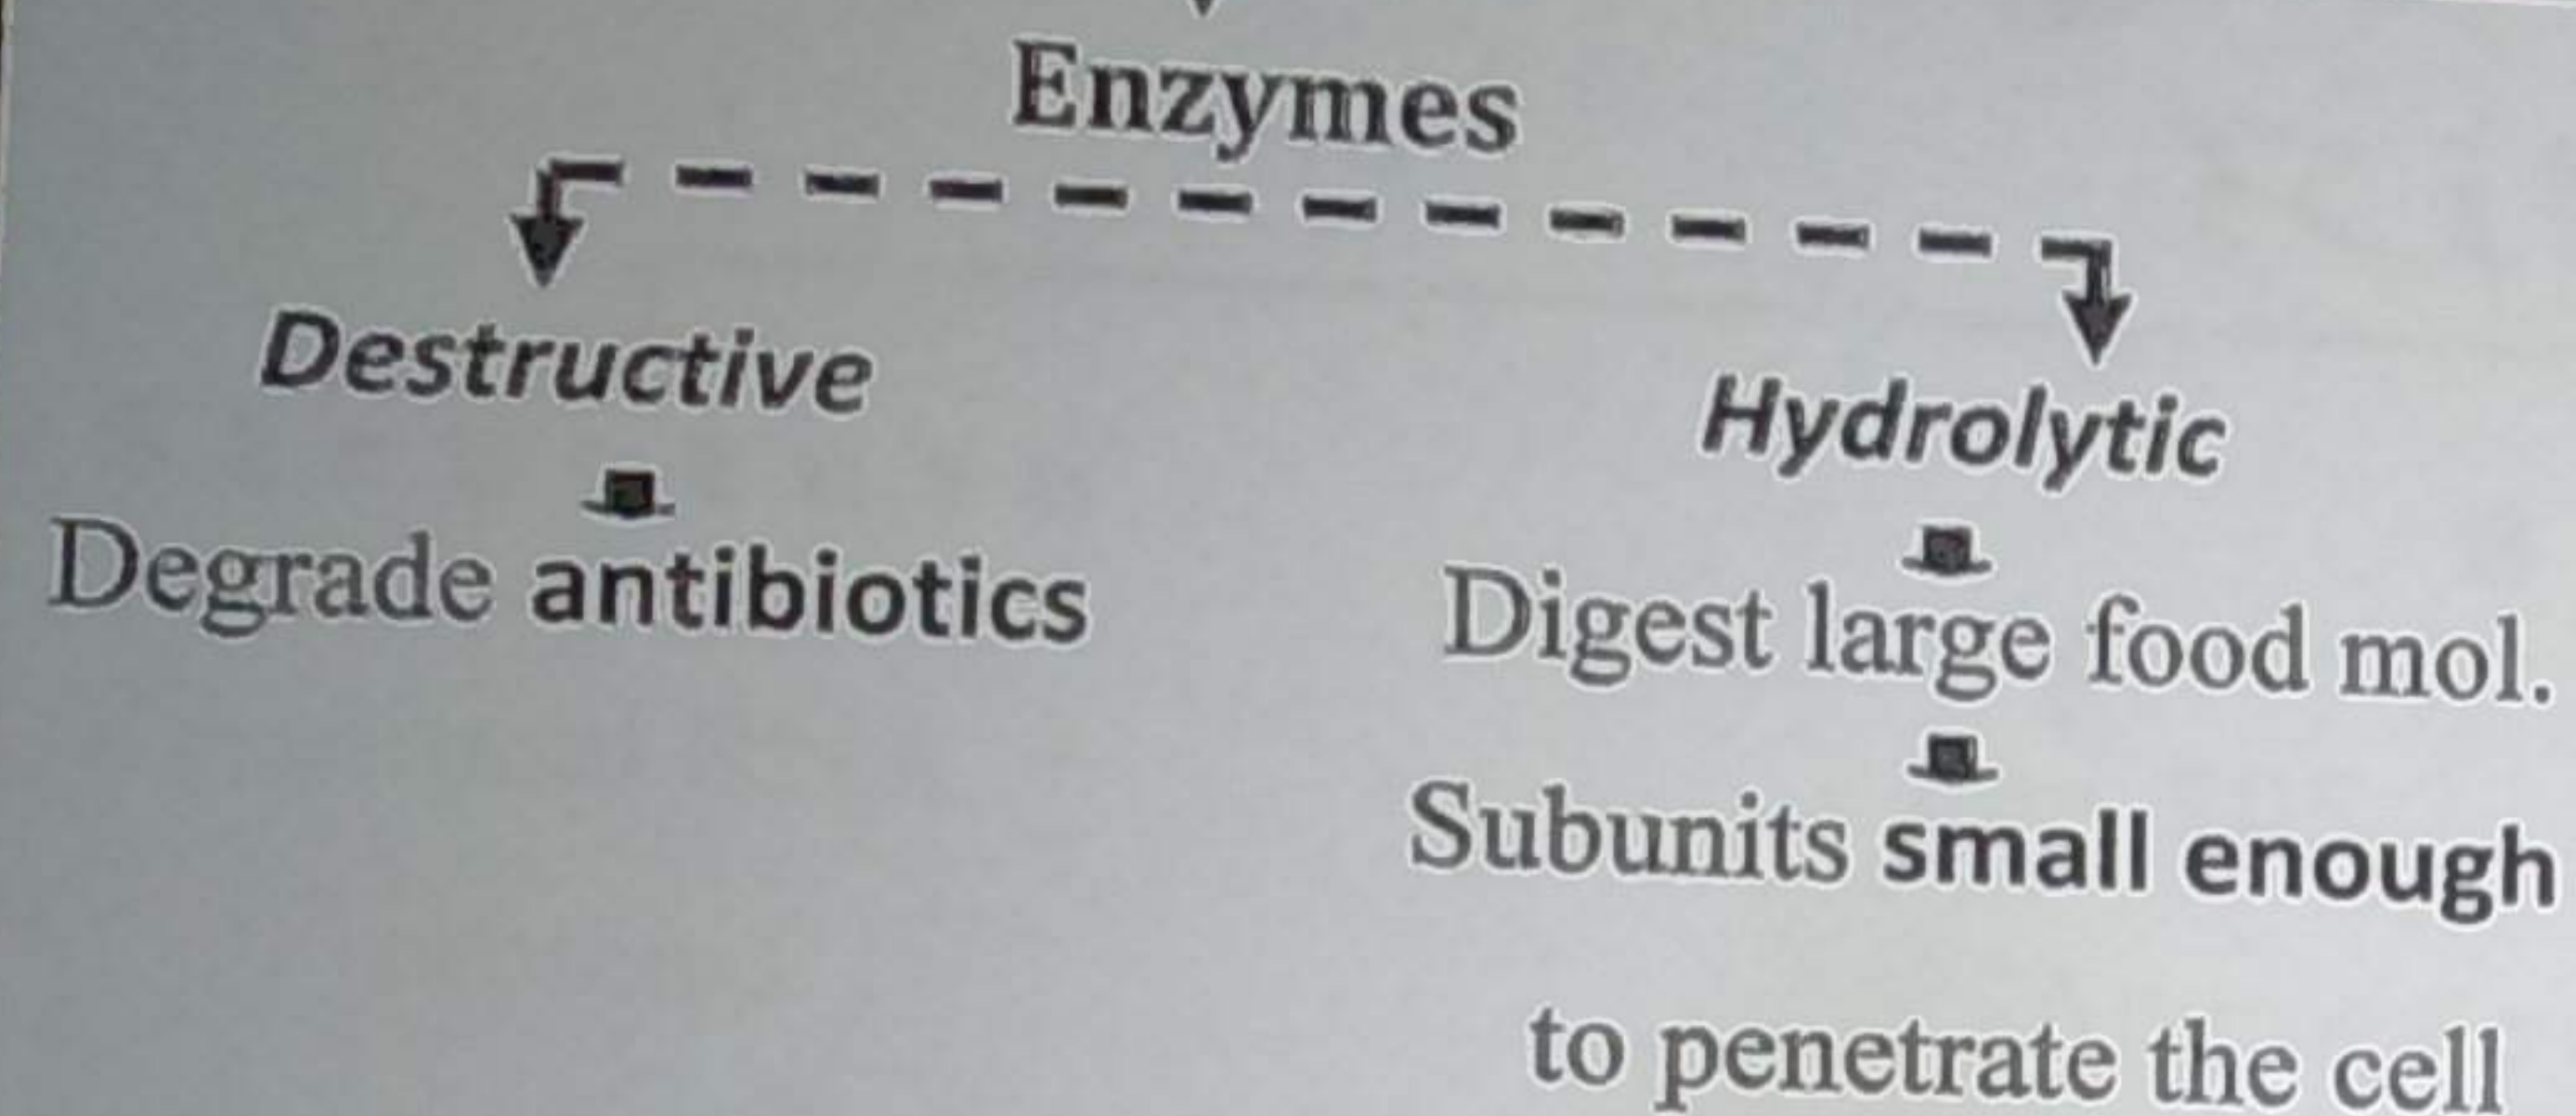 Enzymes
Destructive
Hydrolytic
Degrade antibiotics
Digest large food mol.
Subunits small enough
to penetrate the cell